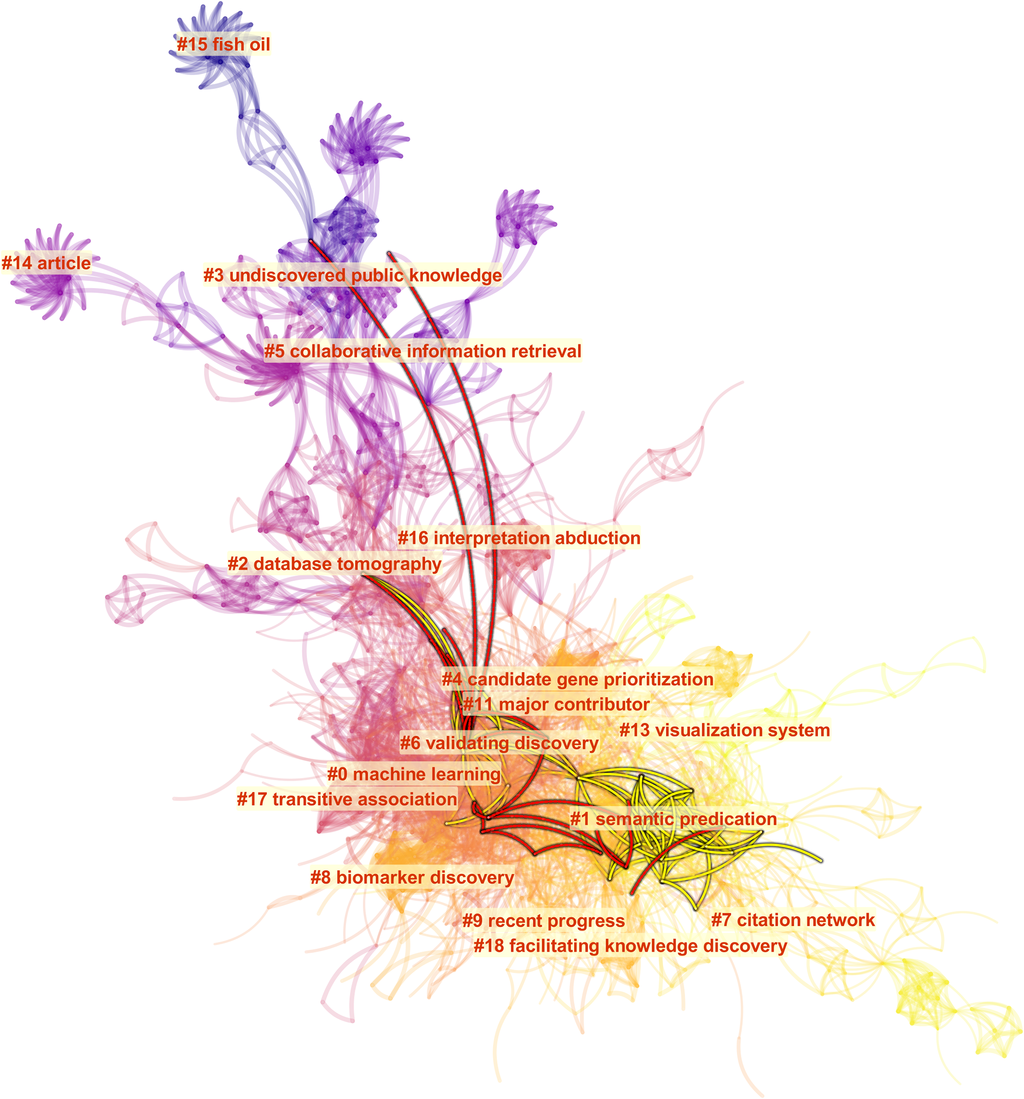 #15 fish oil
#14 article
#3 undiscovered public knowledge
#5 collaborative information retrieval
#16 interpretation abduction
#2 database tomography
#4 candidate gene prioritization
#11 major contributor
#13 visualization system
#6 validating discovery
#0 machine learning
#17 transitive association
#1 semantic predication
#8 biomarker discovery
#9 recent progress
#7 citation network
#18 facilitating knowledge discovery